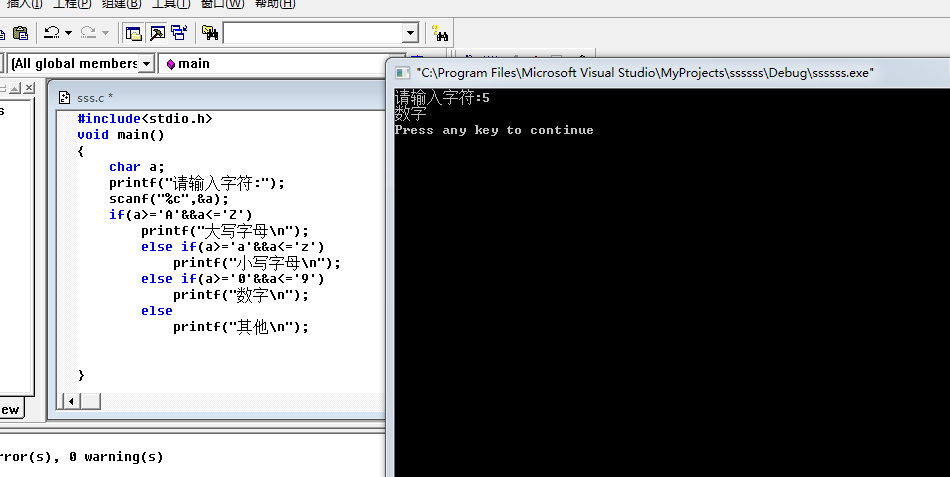 插入(I) 工程(P) 组建(B) 工具(T) 窗口(W) 帮助(H)
[All global members
main
"C:\Program Files\Microsoft Visual Studio\MyProjects\ssssss\Debug\ssssss.exe"
sss.c *
#include<stdio.h>
void main()
{
char a;
printf("请输入字符:");
scanf("%c",&a);
if(a>='A'&&a<='Z')
printf("大写字母\n");
else if(a>='a'&&a<='z')
printf("小写字母\n");
else if(a>='0'&&a<='9')
printf("数字\n");
else
printf("其他\n");
}
请输入字符:5
数字
Press any key to continue
s
ew
rror(s), 0 warning(s)